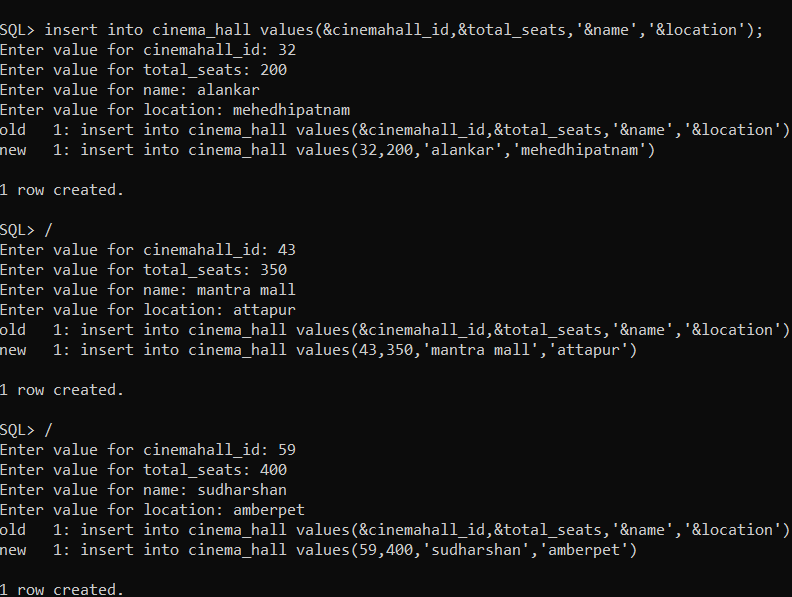 SQL> insert into cinema_hall values(&cinemahall_id,&total_seats,'&name','&location');
Enter value for cinemahall_id: 32
Enter value for total_seats: 200
Enter value for name: alankar
Enter value for location: mehedhipatnam
old   1: insert into cinema_hall values(&cinemahall_id,&total_seats,'&name','&location')
new   1: insert into cinema_hall values(32,200,'alankar','mehedhipatnam')
1 row created.
SQL> /
Enter value for cinemahall_id: 43
Enter value for total_seats: 350
Enter value for name: mantra mall
Enter value for location: attapur
old   1: insert into cinema_hall values(&cinemahall_id,&total_seats,'&name','&location')
new   1: insert into cinema_hall values(43,350,'mantra mall','attapur')
1 row created.
SQL> /
Enter value for cinemahall_id: 59
Enter value for total_seats: 400
Enter value for name: sudharshan
Enter value for location: amberpet
old   1: insert into cinema_hall values(&cinemahall_id,&total_seats,'&name','&location')
new   1: insert into cinema_hall values(59,400,'sudharshan','amberpet')
1 row created.